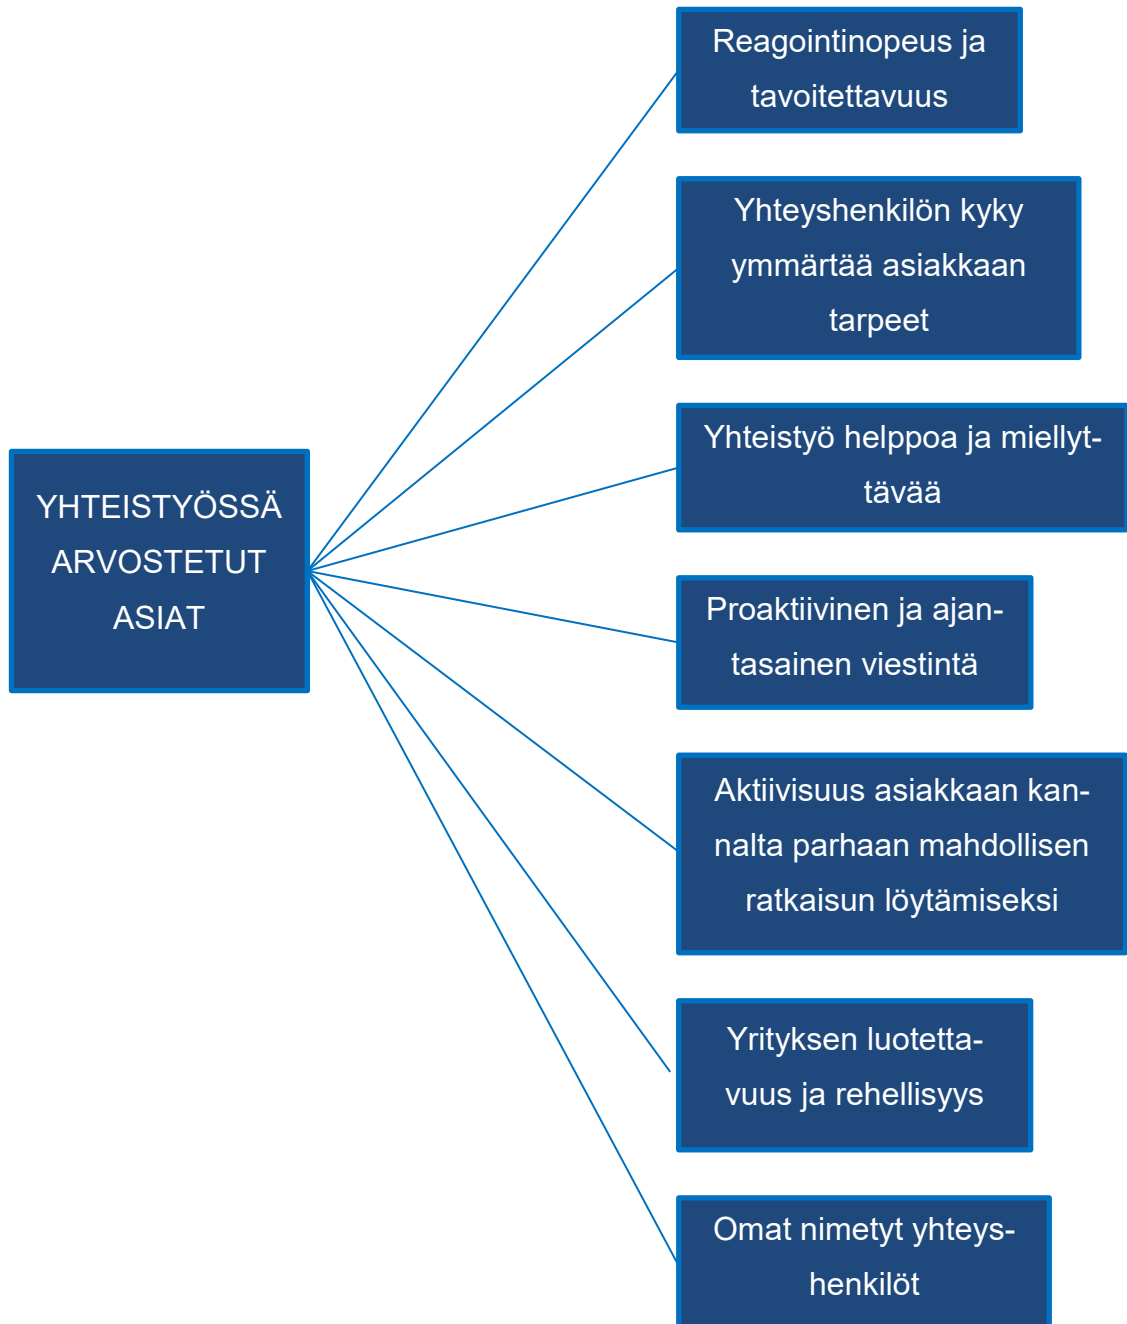 Reagointinopeus ja
tavoitettavuus
Yhteyshenkilön kyky
ymmärtää asiakkaan
tarpeet
Yhteistyö helppoa ja miellyt-
tävää
YHTEISTYÖSSÄ
ARVOSTETUT
ASIAT
Proaktiivinen ja ajan-
tasainen viestintä
Aktiivisuus asiakkaan kan-
nalta parhaan mahdollisen
ratkaisun löytämiseksi
Yrityksen luotetta-
vuus ja rehellisyys
Omat nimetyt yhteys-
henkilöt